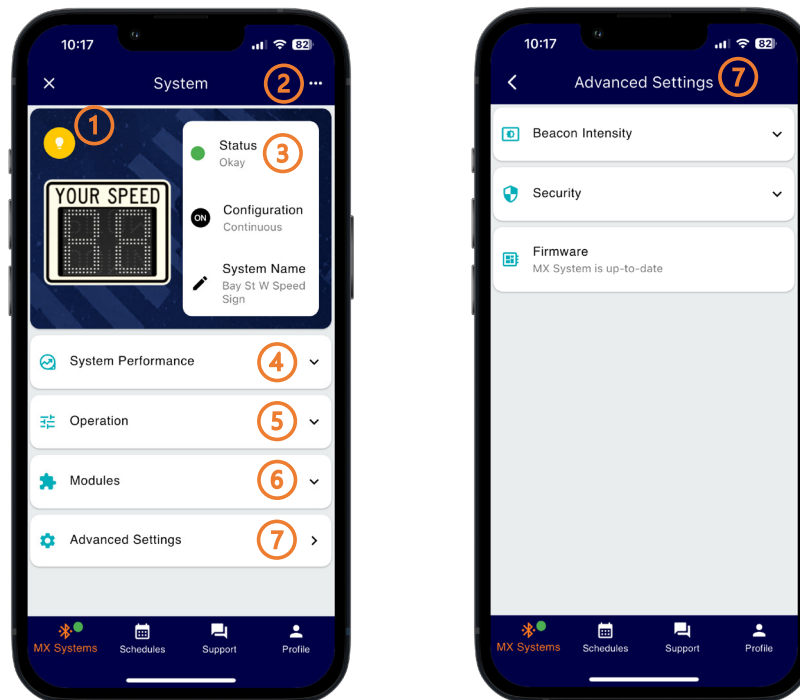 10:17
82
System
2
1
Status
Okay
3
YOUR SPEED
ON
Configuration
Continuous
System Name
Bay St W Speed
Sign
System Performance
4
Operation
5
Modules
6
Advanced Settings
7
MX Systems
Schedules
Support
Profile
10:17
82
Advanced Settings
7
Beacon Intensity
Security
Firmware
MX System is up-to-date
MX Systems
Schedules
Support
Profile